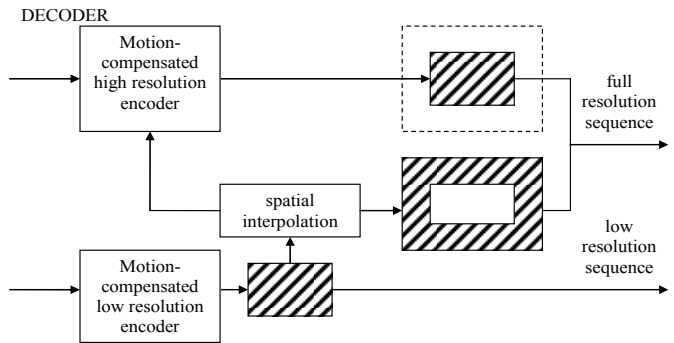 DECODER
Motion-
compensated
high resolution
encoder
full
resolution
sequence
spatial
interpolation
low
resolution
sequence
Motion-
compensated
low resolution
encoder